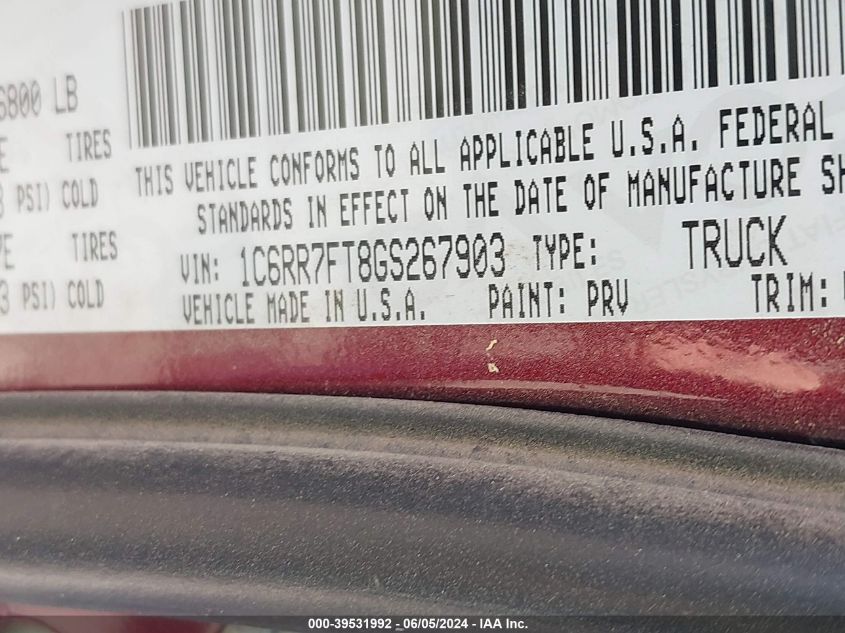 6800 LB
TIRES
PSI) COLD
TIRES
PSI) COLD
THIS VEHICLE CONFORMS TO ALL APPLICABLE U.S.A. FEDERAL
STANDARDS IN EFFECT ON THE DATE OF MANUFACTURE SH
VIN: 1C6RR7FT8GS267903 TYPE: TRUCK
VEHICLE MADE IN U.S.A. PAINT: PRV TRIM:
000-39531992 - 06/05/2024 - IAA Inc.